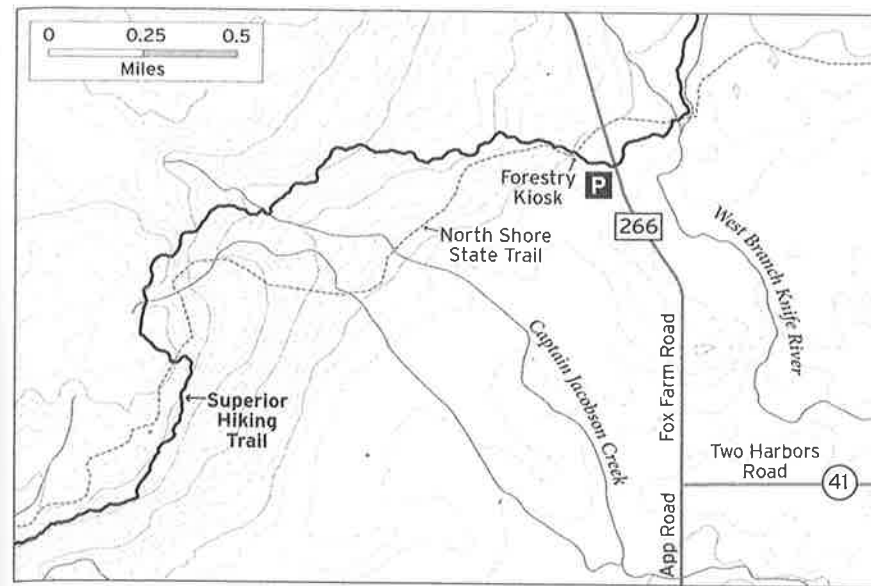 0 0.25 0.5
Miles
Forestry
Kiosk
P
266
North Shore
State Trail
West Branch Knife River
Captain Jacobson Creek
Fox Farm Road
Superior
Hiking
Trail
Two Harbors
Road
41
App Road